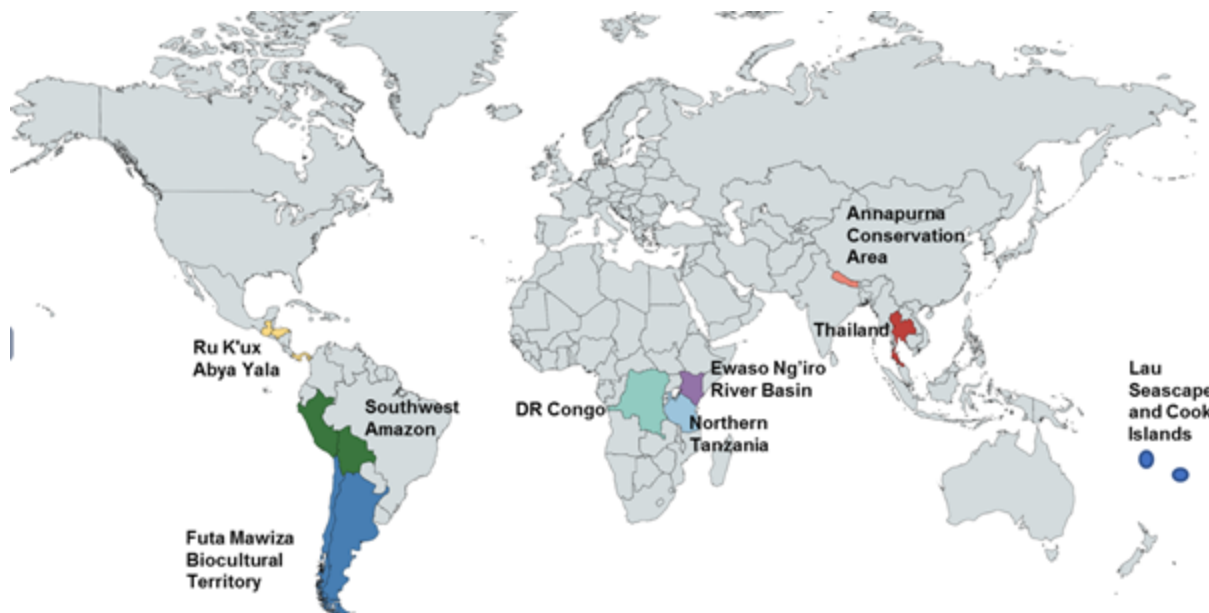 Annapurna
Conservation
Area
Thailand
Ru K'ux
Abya Yala
Ewaso Ng'iro
River Basin
Lau
Seascape
and Cook
Islands
Southwest
Amazon
DR Congo
Northern
Tanzania
Futa Mawiza
Biocultural
Territory